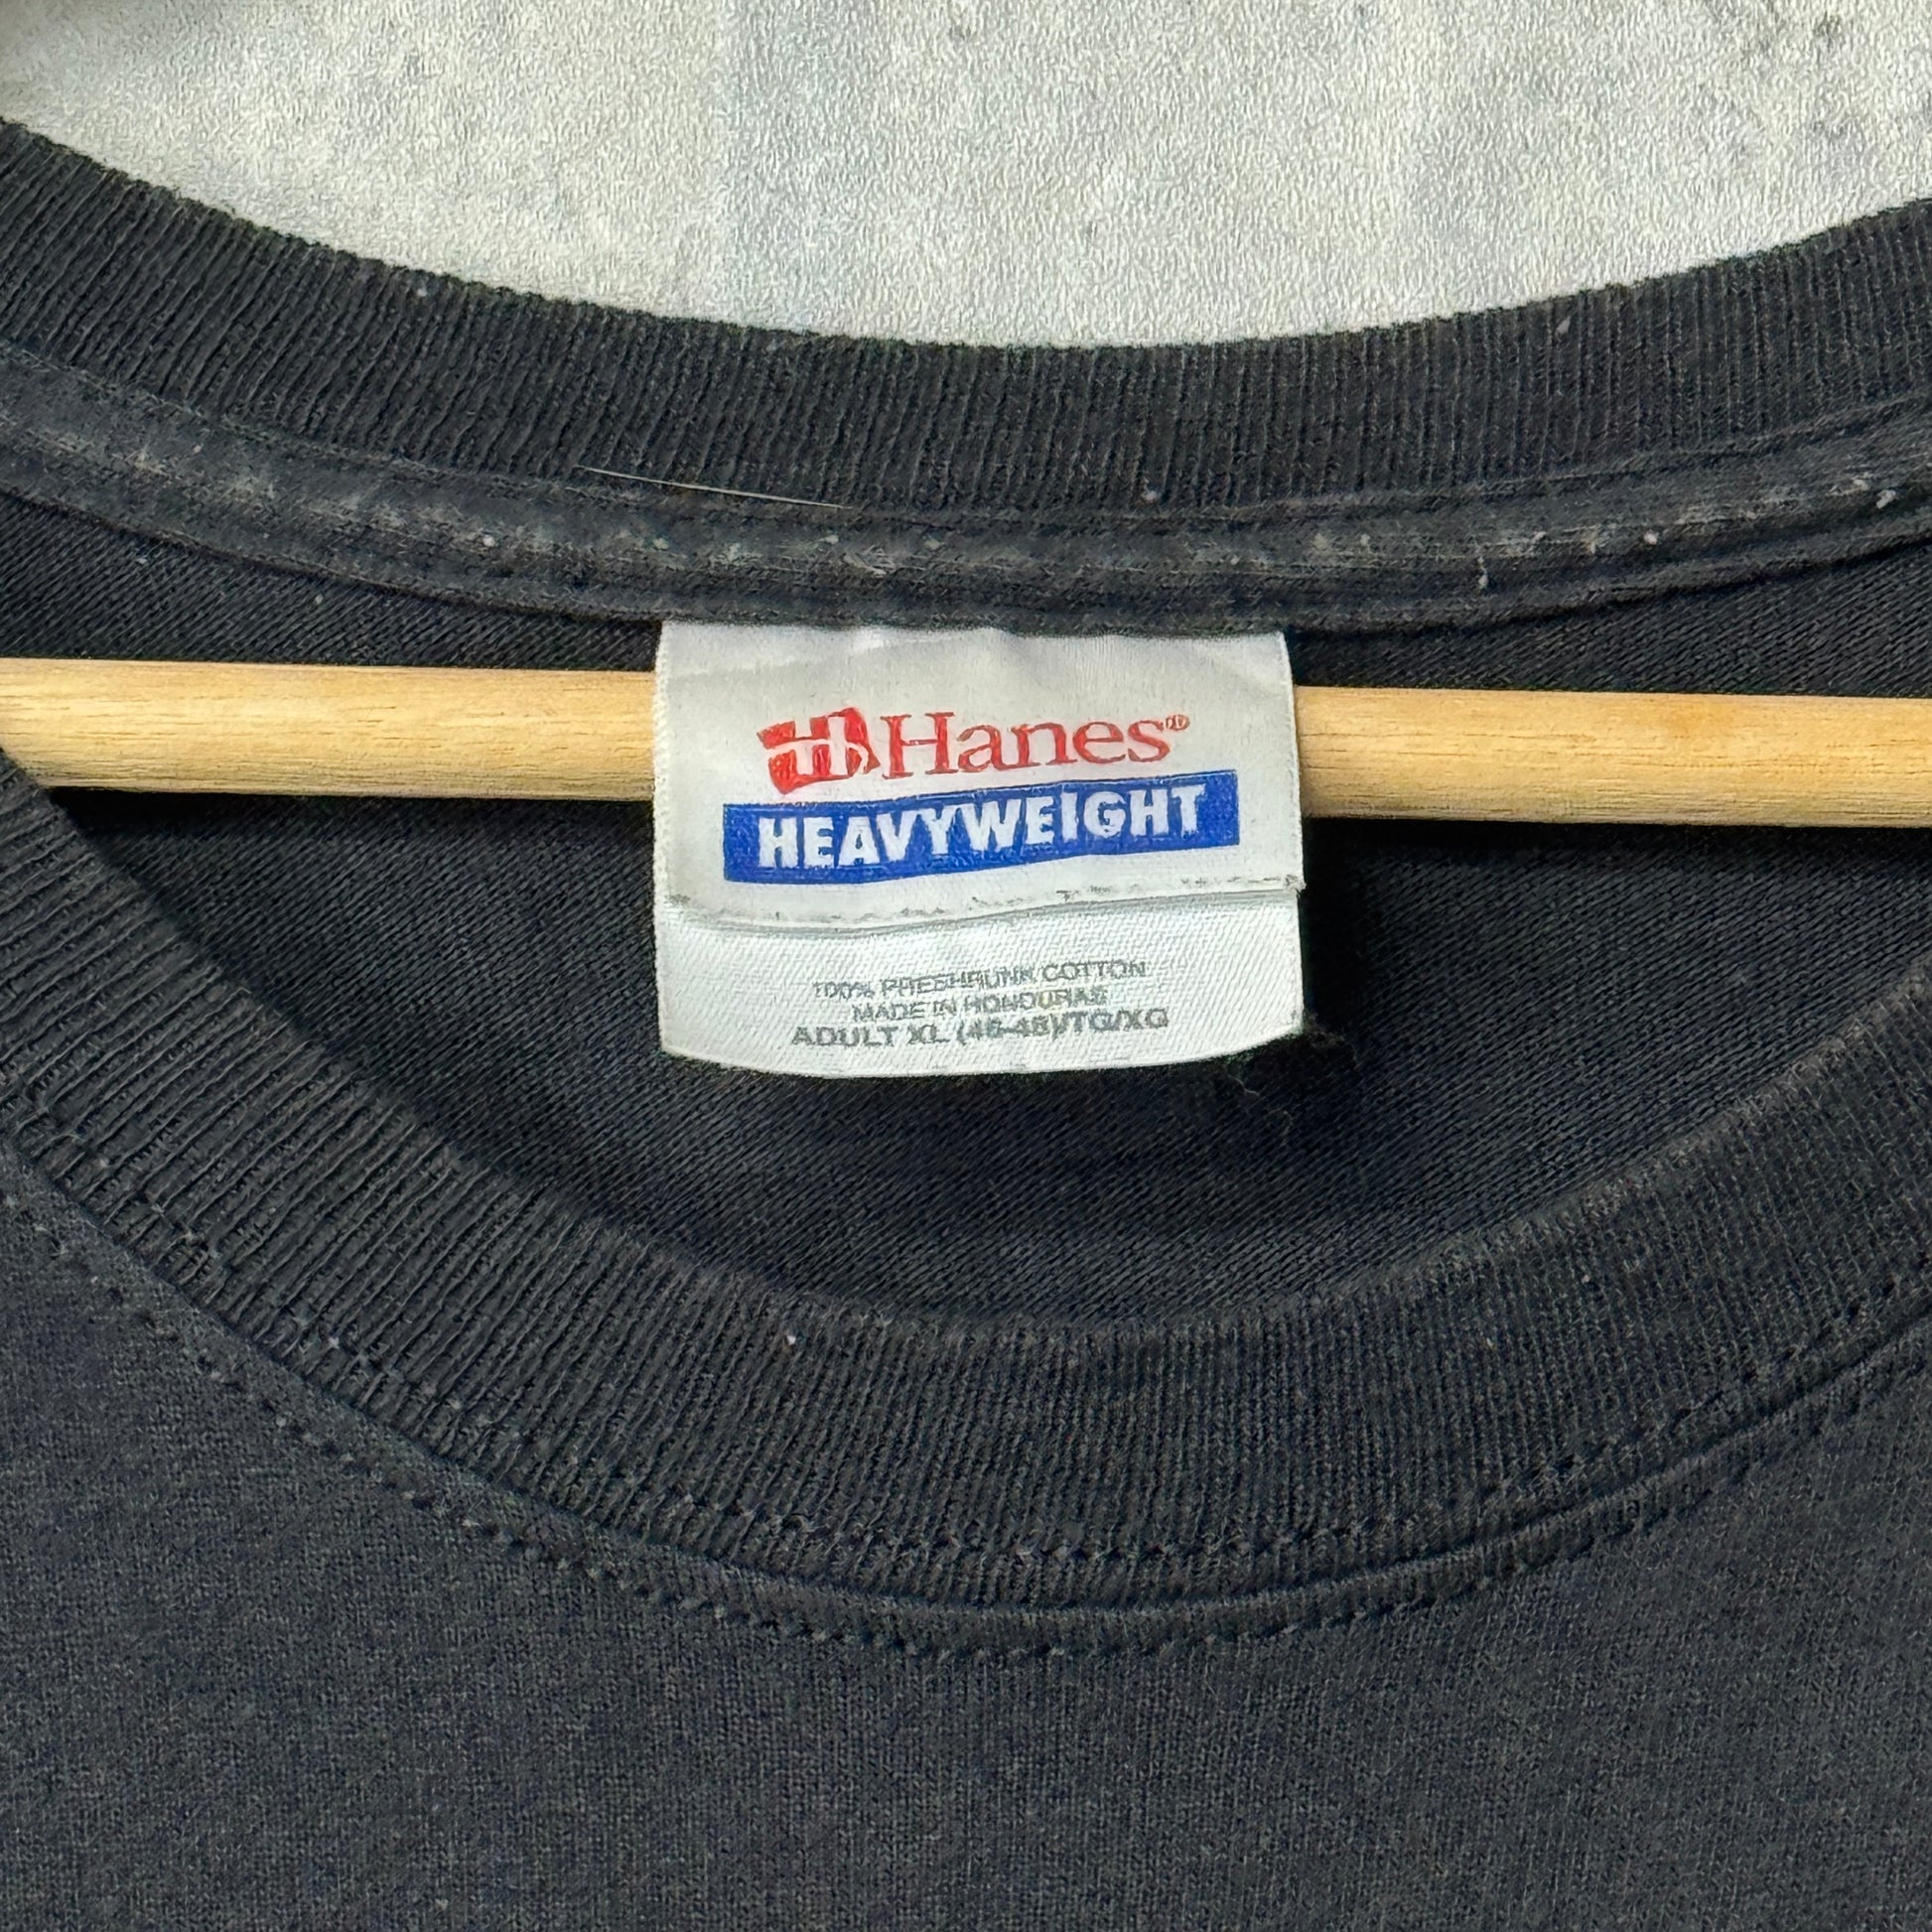 Hanes®
HEAVYWEIGHT
100% PRESHRUNK COTTON
MADE IN HONDURAS
ADULT XL (46-48)/TG/XG